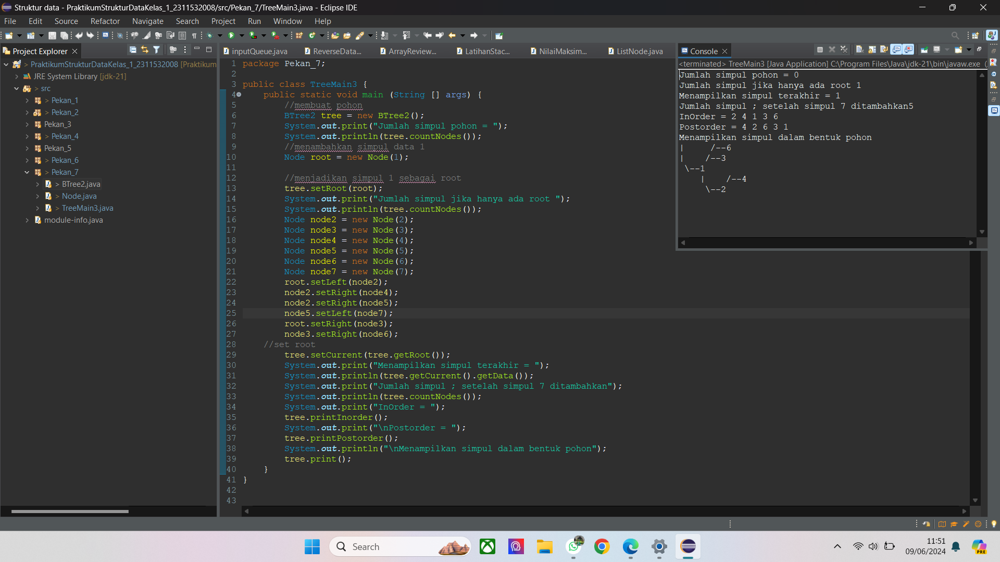 Struktur data - PraktikumStrukturDataKelas_1_2311532008/src/Pekan_7/TreeMain3.java - Eclipse IDE
File Edit Source Refactor Navigate Search Project Run Window Help
Project Explorer
> PraktikumStrukturDataKelas_1_2311532008 [Praktikum
JRE System Library [jdk-21]
> src
> Pekan_1
> Pekan_2
Pekan_3
> Pekan_4
Pekan_5
> Pekan_6
> Pekan_7
> BTree2.java
> Node.java
> TreeMain3.java
module-info.java
inputQueue.java ReverseData... ArrayReview... LatihanStac... NilaiMaksim... ListNode.java
1 package Pekan_7;
2
3 public class TreeMain3 {
4 public static void main (String [] args) {
5 //membuat pohon
6 BTree2 tree = new BTree2();
7 System.out.print("Jumlah simpul pohon = ");
8 System.out.println(tree.countNodes());
9 //menambahkan simpul data 1
10 Node root = new Node(1);
11
12 //menjadikan simpul 1 sebagai root
13 tree.setRoot(root);
14 System.out.print("Jumlah simpul jika hanya ada root ");
15 System.out.println(tree.countNodes());
16 Node node2 = new Node(2);
17 Node node3 = new Node(3);
18 Node node4 = new Node(4);
19 Node node5 = new Node(5);
20 Node node6 = new Node(6);
21 Node node7 = new Node(7);
22 root.setLeft(node2);
23 node2.setRight(node4);
24 node2.setRight(node5);
25 node5.setLeft(node7);
26 root.setRight(node3);
27 node3.setRight(node6);
28 //set root
29 tree.setCurrent(tree.getRoot());
30 System.out.print("Menampilkan simpul terakhir = ");
31 System.out.println(tree.getCurrent().getData());
32 System.out.print("Jumlah simpul ; setelah simpul 7 ditambahkan");
33 System.out.println(tree.countNodes());
34 System.out.print("InOrder = ");
35 tree.printInorder();
36 System.out.print("\nPostorder = ");
37 tree.printPostorder();
38 System.out.println("\nMenampilkan simpul dalam bentuk pohon");
39 tree.print();
40 }
41 }
42
43
Console
<terminated> TreeMain3 [Java Application] C:\Program Files\Java\jdk-21\bin\javaw.exe (
Jumlah simpul pohon = 0
Jumlah simpul jika hanya ada root 1
Menampilkan simpul terakhir = 1
Jumlah simpul ; setelah simpul 7 ditambahkan5
InOrder = 2 4 1 3 6
Postorder = 4 2 6 3 1
Menampilkan simpul dalam bentuk pohon
|     /--6
|    /--3
 \--1
    |    /--4
     \--2
Search
PRE
11:51
09/06/2024